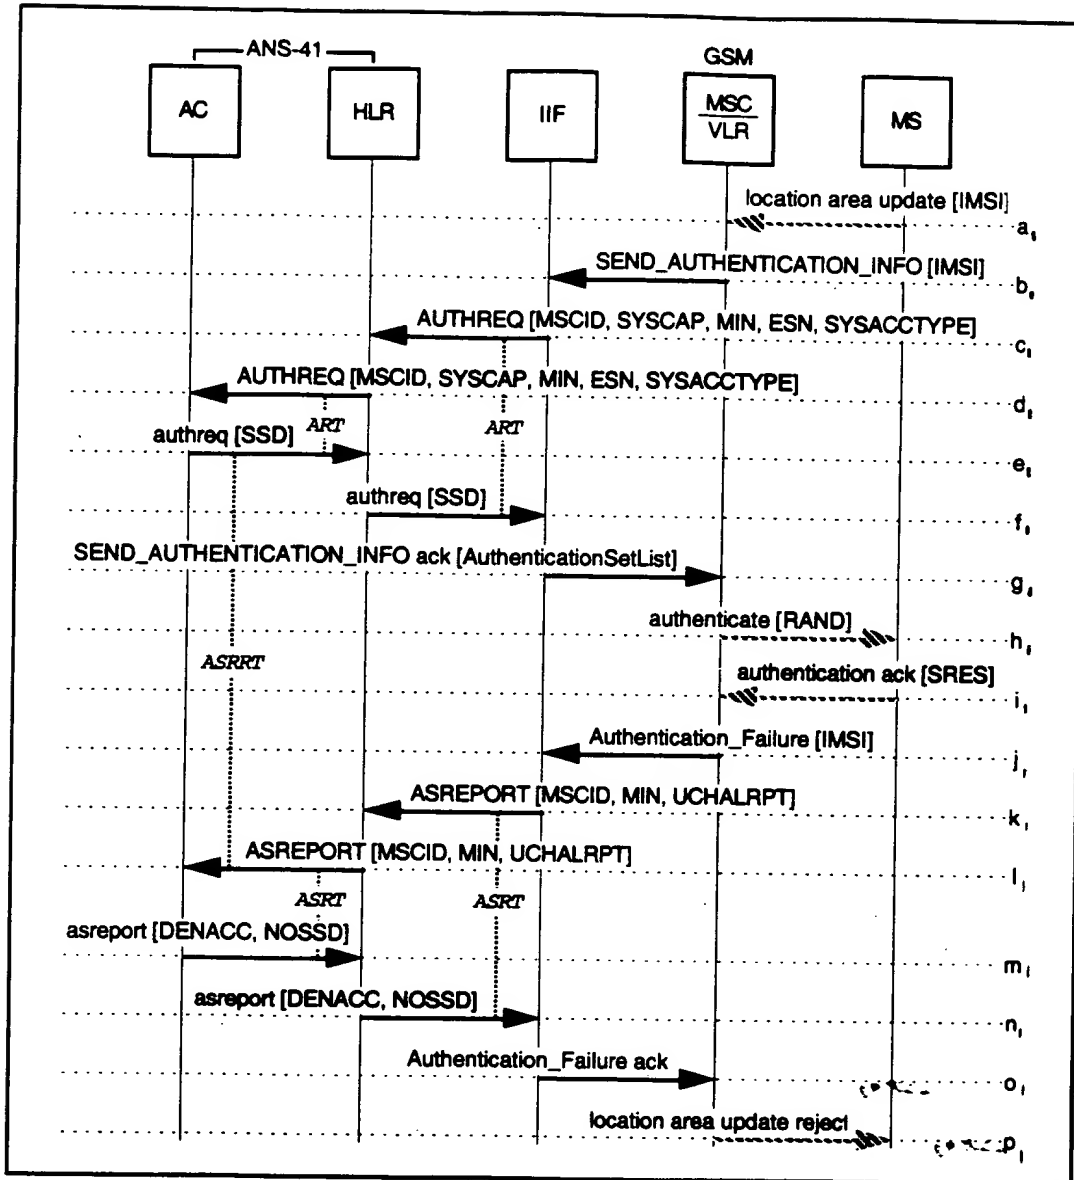 ANS-41
GSM
AC
HLR
IIF
MSC
VLR
MS
location area update [IMSI]
a
SEND_AUTHENTICATION_INFO [IMSI]
b
AUTHREQ [MSCID, SYSCAP, MIN, ESN, SYSACCTYPE]
c
AUTHREQ [MSCID, SYSCAP, MIN, ESN, SYSACCTYPE]
d
ART
ART
authreq [SSD]
e
authreq [SSD]
f
SEND_AUTHENTICATION_INFO ack [AuthenticationSetList]
g
authenticate [RAND]
h
ASRRT
authentication ack [SRES]
i
Authentication_Failure [IMSI]
j
ASREPORT [MSCID, MIN, UCHALRPT]
k
ASREPORT [MSCID, MIN, UCHALRPT]
l
ASRT
ASRT
asreport [DENACC, NOSSD]
m
asreport [DENACC, NOSSD]
n
Authentication_Failure ack
o
location area update reject
p